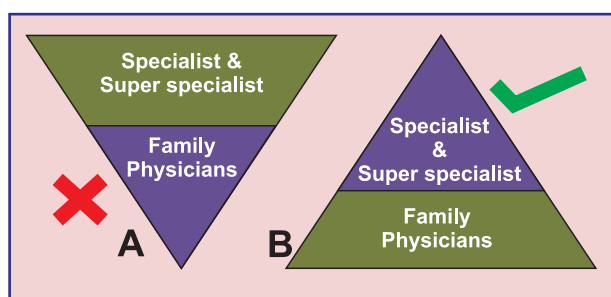 Specialist &
Super specialist
Family
Physicians
A
Specialist
&
Super specialist
Family
Physicians
B